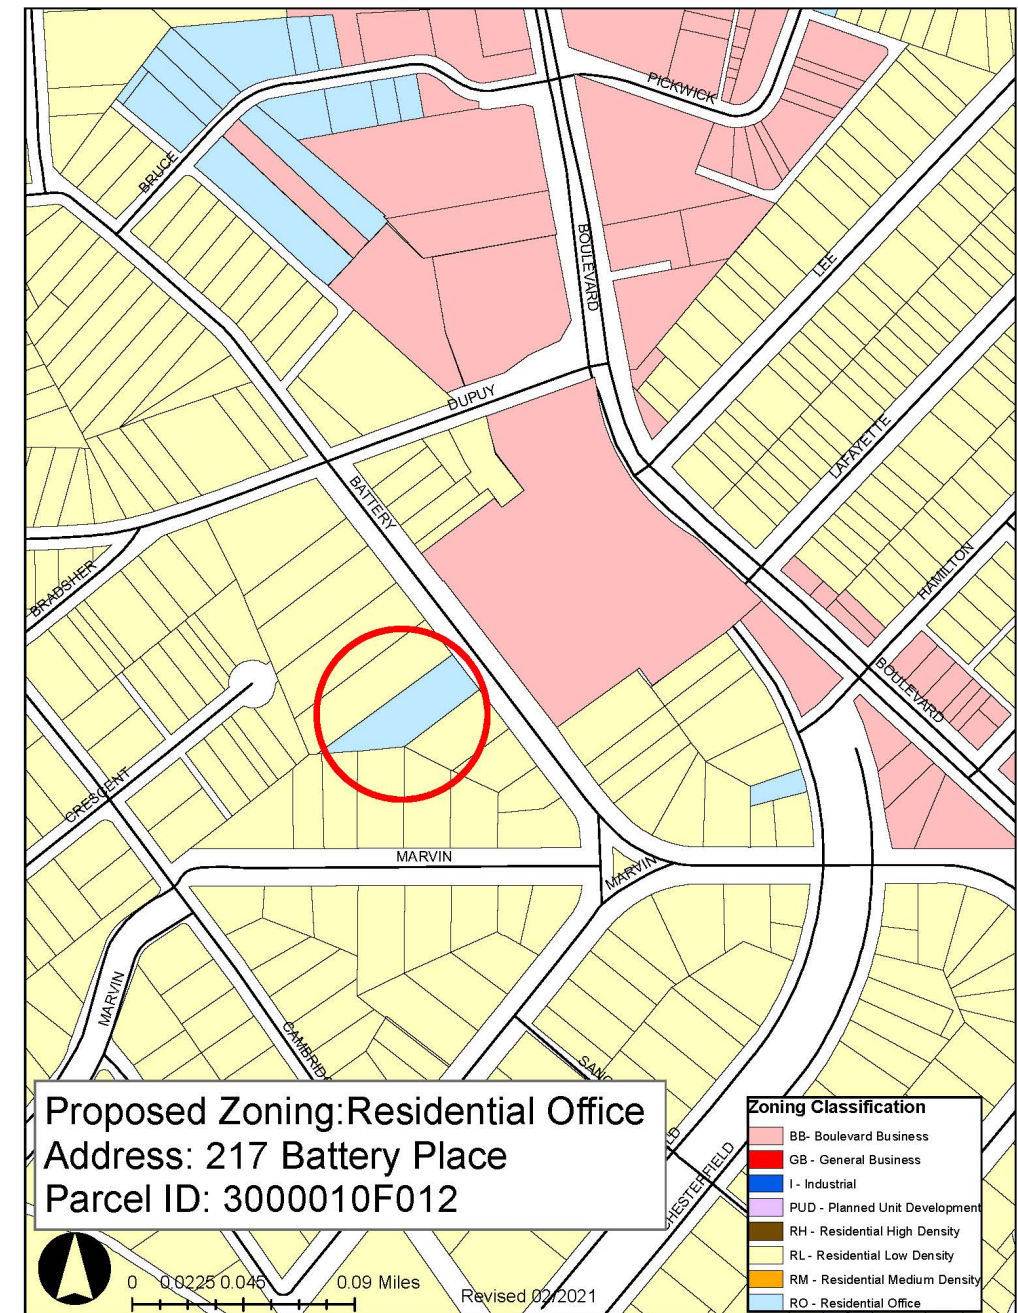 PICKWICK
BRUCE
BOULEVARD
LEE
DUPUY
LAFAYETTE
BATTERY
HAMILTON
BRADSHER
BOULEVARD
CRESCENT
MARVIN
MARVIN
MARVIN
CAMBRIDG
SANG
LD
CHESTERFIELD
Proposed Zoning:Residential Office
Address: 217 Battery Place
Parcel ID: 3000010F012
Zoning Classification
BB- Boulevard Business
GB - General Business
I - Industrial
PUD - Planned Unit Development
RH - Residential High Density
RL - Residential Low Density
RM - Residential Medium Density
RO - Residential Office
0 0.0225 0.045 0.09 Miles
Revised 02/2021